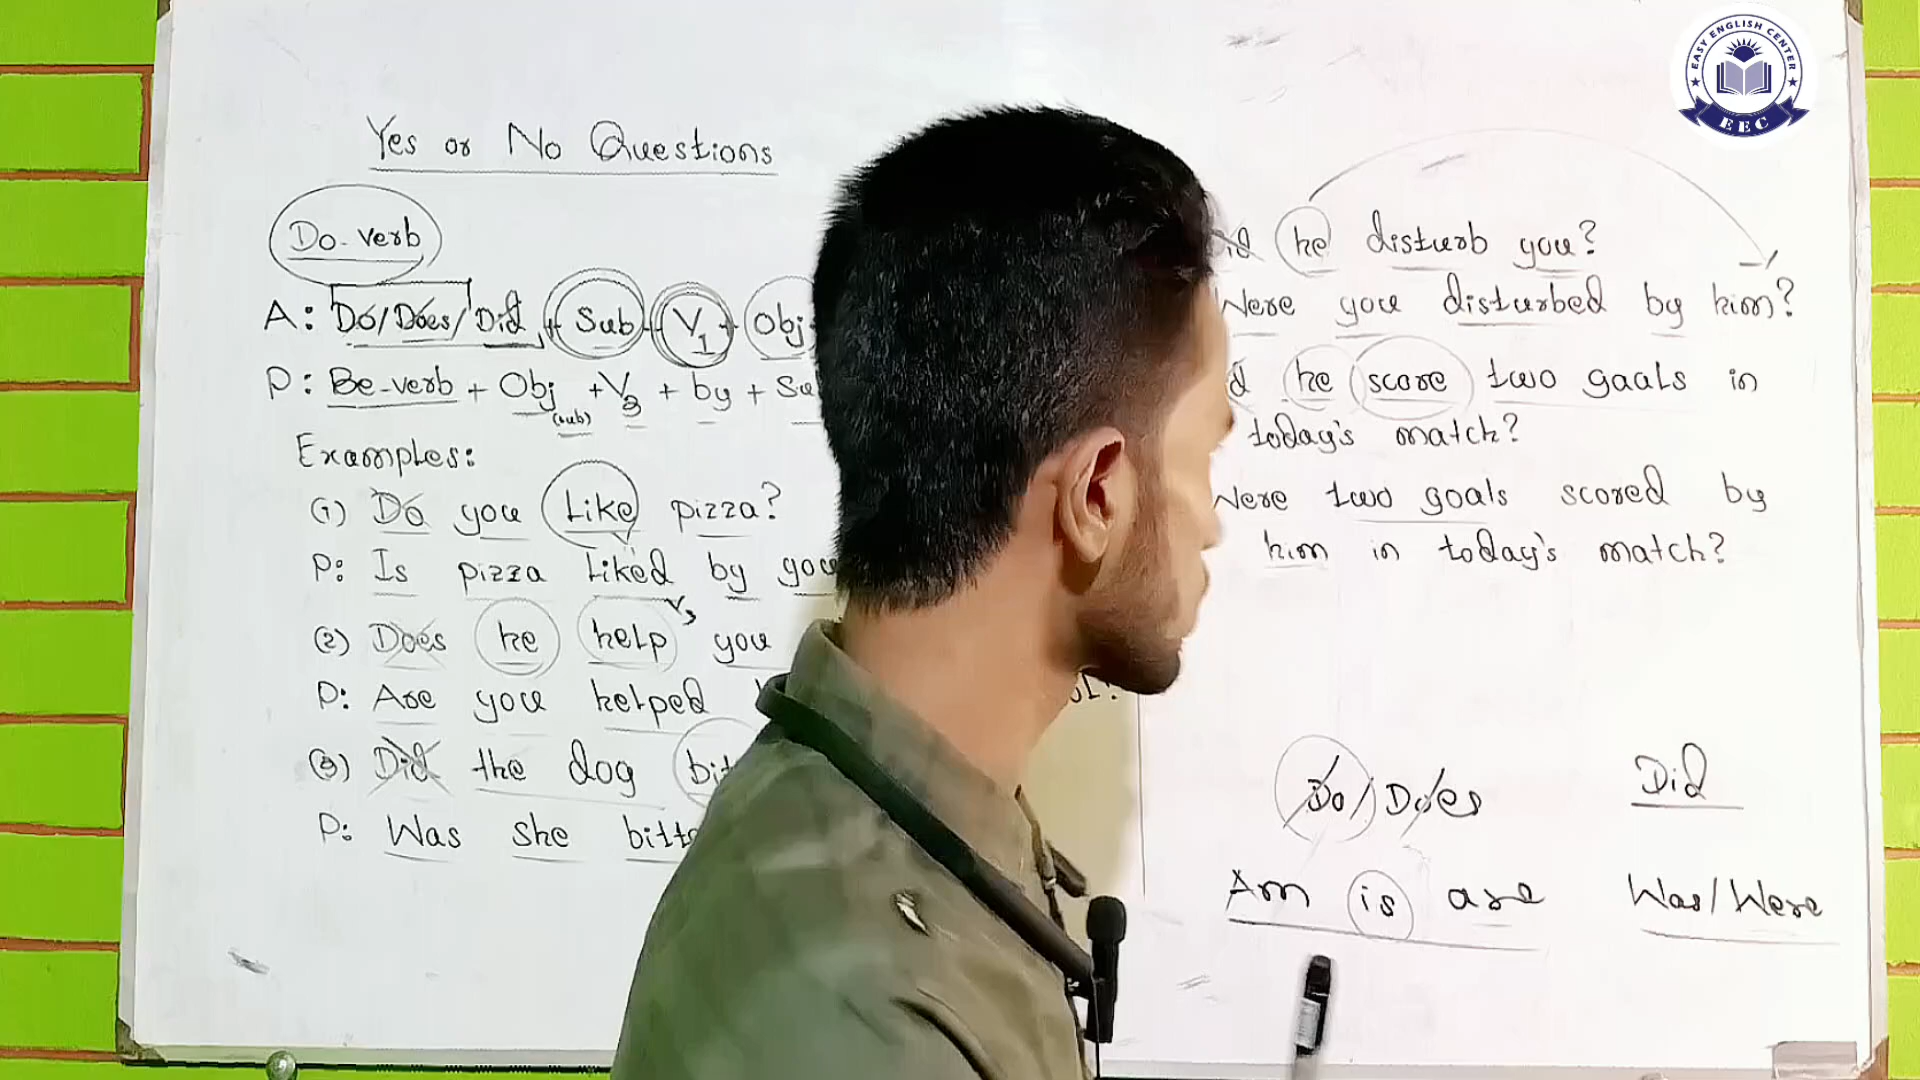 EASY ENGLISH CENTER
EEC
Yes or No Questions
Do-verb
A: Do/Does/Did + Sub + V1 + Obj
P: Be-verb + Obj + V3 + by + Su
(sub)
Examples:
(1) Do you Like pizza?
P: Is pizza Liked by you
(2) Does he help you
V3
P: Are you helped
(3) Did the dog bit
P: Was she bitte
he disturb you?
Were you disturbed by him?
he score two goals in
today's match?
Were two goals scored by
him in today's match?
Do/Does Did
Am is are Was/Were